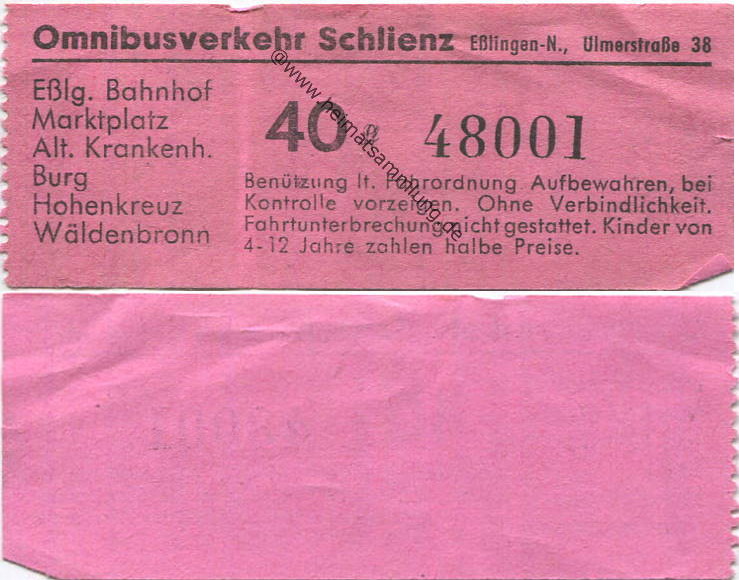 Omnibusverkehr Schlienz Eßlingen-N., Ulmerstraße 38
Eßlg. Bahnhof
Marktplatz
Alt. Krankenh.
Burg
Hohenkreuz
Wäldenbronn
40 ₰ 48001
Benützung lt. Fahrordnung Aufbewahren, bei
Kontrolle vorzeigen. Ohne Verbindlichkeit.
Fahrtunterbrechung nicht gestattet. Kinder von
4-12 Jahre zahlen halbe Preise.
@www.heimatsammlung.de